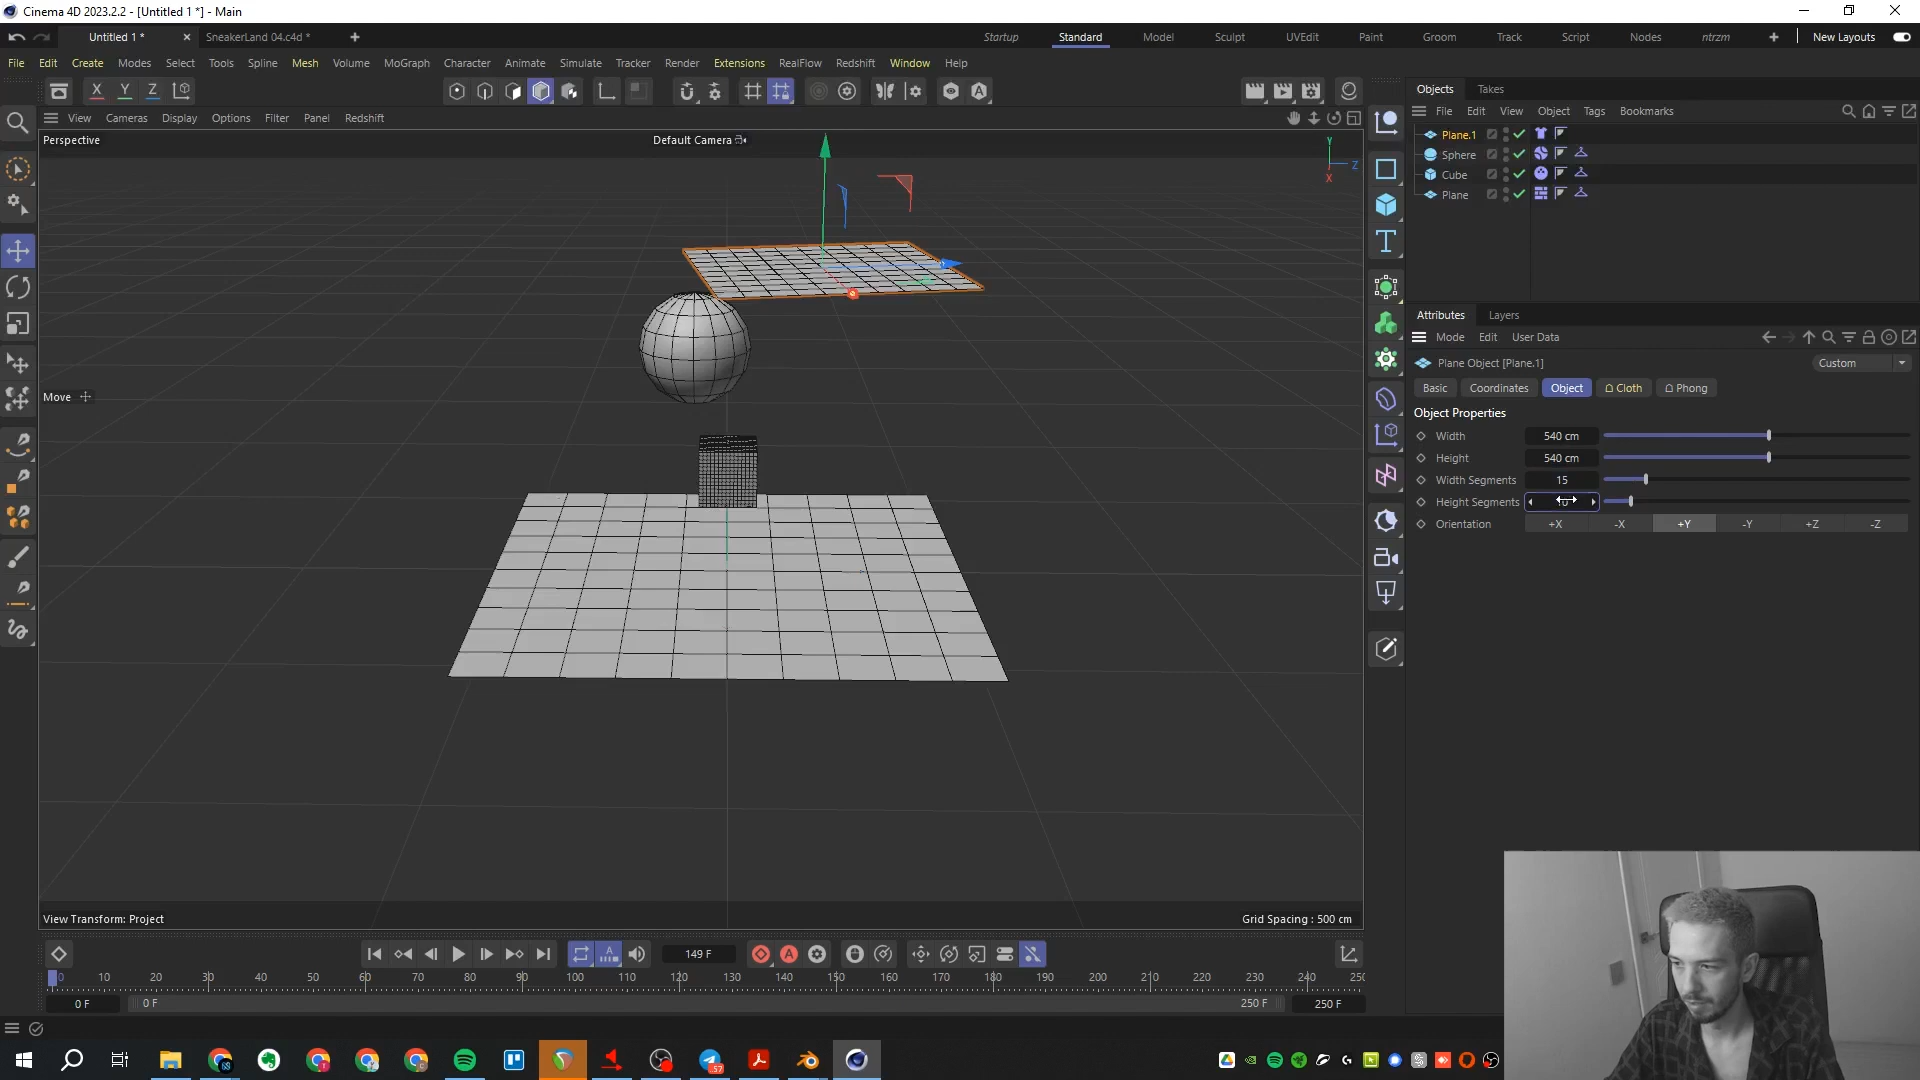 Cinema 4D 2023.2.2 - [Untitled 1 *] - Main
Untitled 1 *
SneakerLand 04.c4d *
Startup
Standard
Model
Sculpt
UVEdit
Paint
Groom
Track
Script
Nodes
ntrzm
New Layouts
File
Edit
Create
Modes
Select
Tools
Spline
Mesh
Volume
MoGraph
Character
Animate
Simulate
Tracker
Render
Extensions
RealFlow
Redshift
Window
Help
X
Y
Z
View
Cameras
Display
Options
Filter
Panel
Redshift
Perspective
Default Camera
Y
Z
X
Move
View Transform: Project
Grid Spacing : 500 cm
149 F
0
10
20
30
40
50
60
70
80
90
100
110
120
130
140
150
160
170
180
190
200
210
220
230
240
0 F
0 F
250 F
250 F
Objects
Takes
File
Edit
View
Object
Tags
Bookmarks
Plane.1
Sphere
Cube
Plane
Attributes
Layers
Mode
Edit
User Data
Plane Object [Plane.1]
Custom
Basic
Coordinates
Object
Cloth
Phong
Object Properties
Width
540 cm
Height
540 cm
Width Segments
15
Height Segments
Orientation
+X
-X
+Y
-Y
+Z
-Z